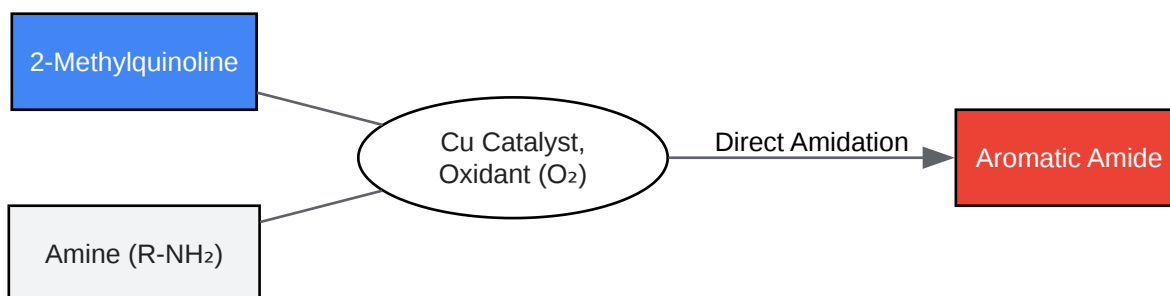 2-Methylquinoline
Cu Catalyst,
Oxidant (O₂)
Direct Amidation
Aromatic Amide
Amine (R-NH₂)